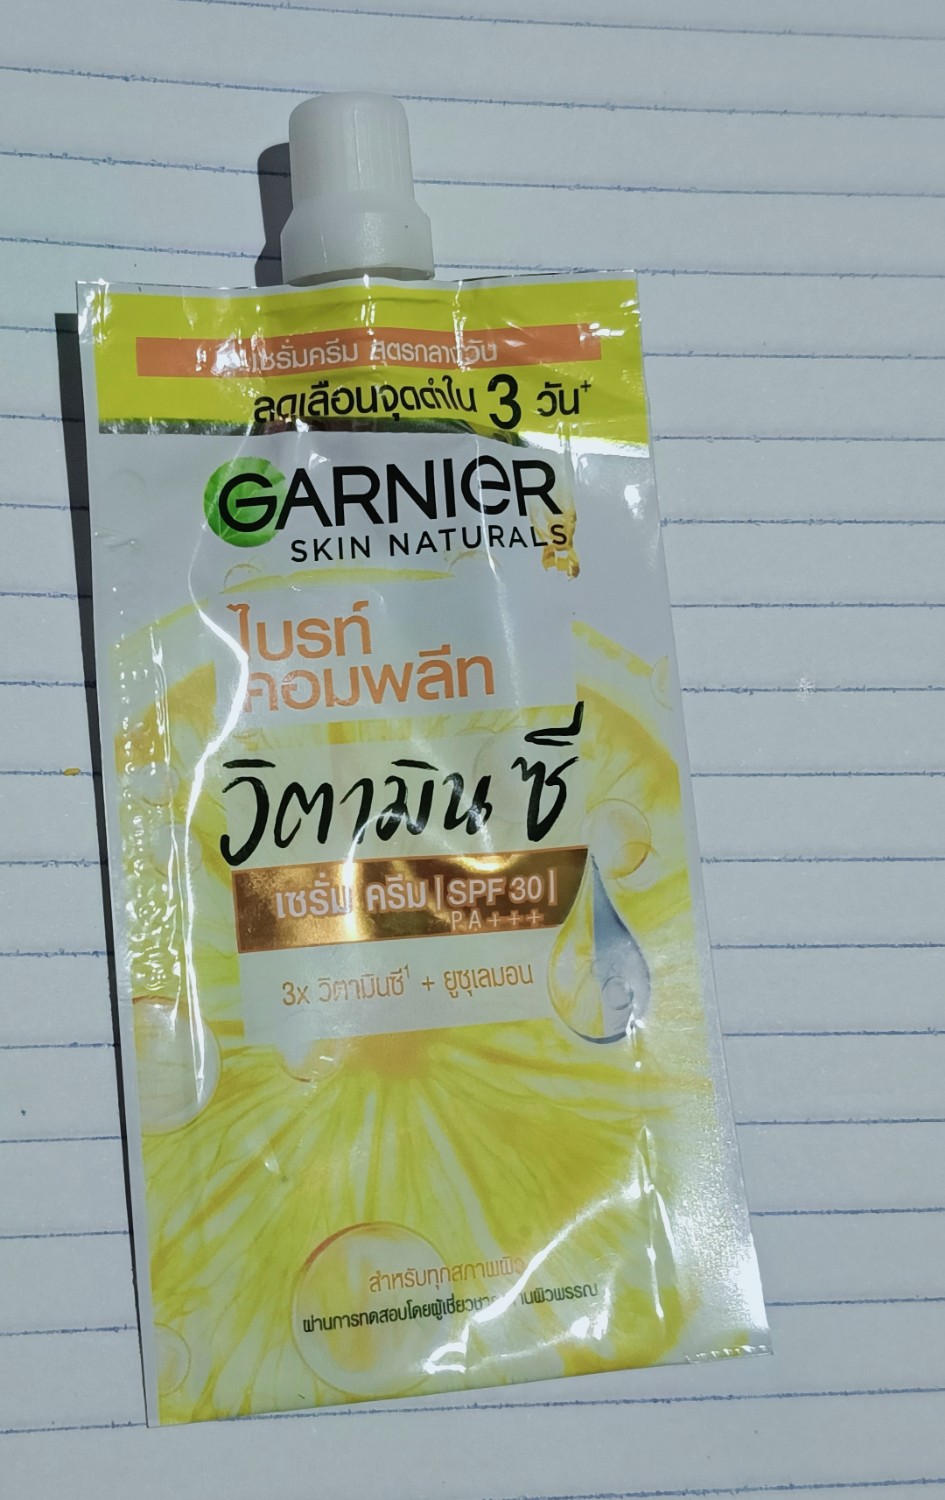 เซรั่มครีม สูตรกลางวัน
ลดเลือนจุดด่ำใน 3 วัน+
GARNIER
SKIN NATURALS
ไบรท์
คอมพลีท
วิตามิน ซี
เซรั่ม ครีม | SPF 30 |
PA+++
3x วิตามินซี¹ + ยูซุเลมอน
สำหรับทุกสภาพผิว
ผ่านการทดสอบโดยผู้เชี่ยวชาญด้านผิวพรรณ